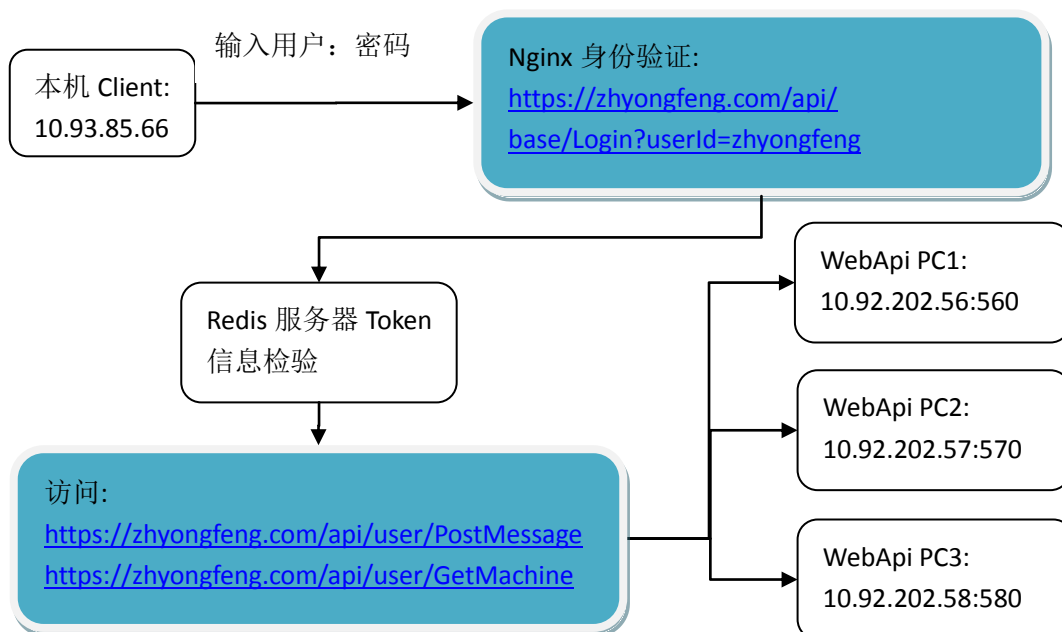 输入用户：密码
本机 Client:
10.93.85.66
Nginx 身份验证:
https://zhyongfeng.com/api/
base/Login?userId=zhyongfeng
Redis 服务器 Token
信息检验
访问:
https://zhyongfeng.com/api/user/PostMessage
https://zhyongfeng.com/api/user/GetMachine
WebApi PC1:
10.92.202.56:560
WebApi PC2:
10.92.202.57:570
WebApi PC3:
10.92.202.58:580